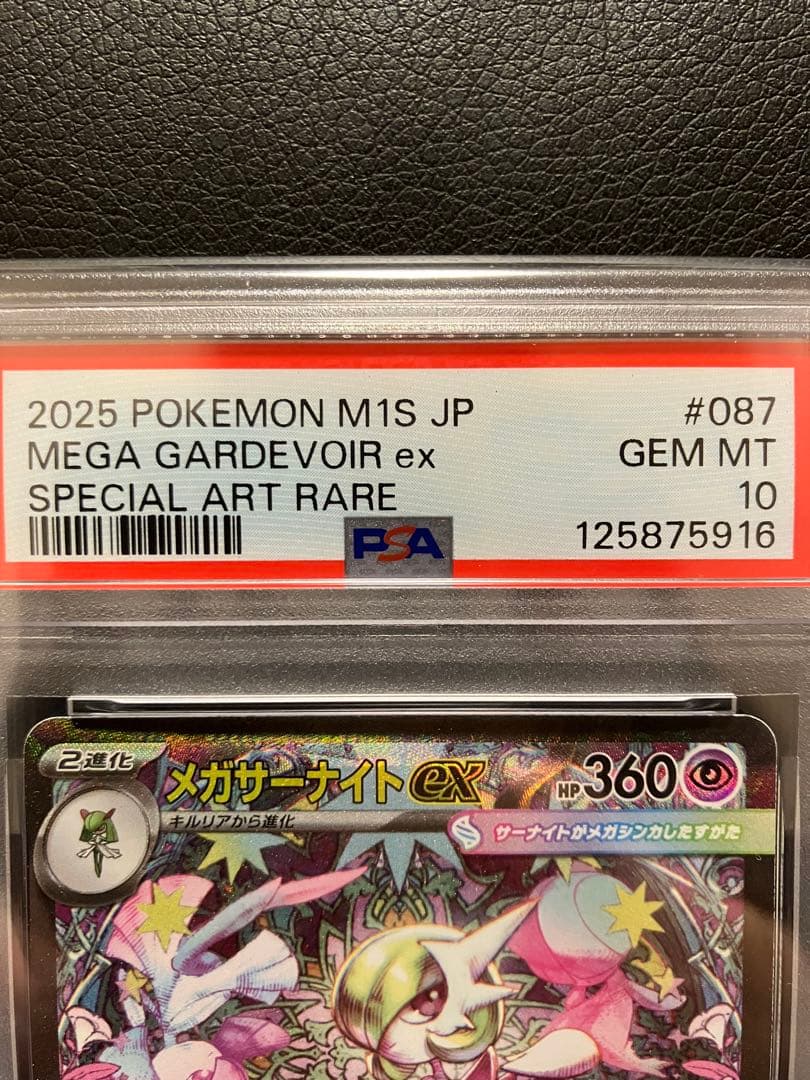 2025 POKEMON M1S JP #087
MEGA GARDEVOIR ex GEM MT
SPECIAL ART RARE 10
PSA 125875916
2進化 メガサーナイトex HP360
キルリアから進化
サーナイトがメガシンカしたすがた